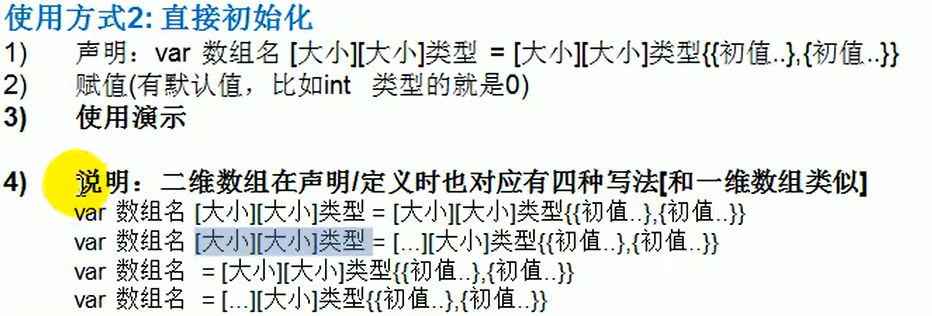 使用方式2: 直接初始化
1) 声明：var 数组名 [大小][大小]类型 = [大小][大小]类型{{初值..},{初值..}}
2) 赋值(有默认值，比如int 类型的就是0)
3) 使用演示
4) 说明：二维数组在声明/定义时也对应有四种写法[和一维数组类似]
var 数组名 [大小][大小]类型 = [大小][大小]类型{{初值..},{初值..}}
var 数组名 [大小][大小]类型 = [...][大小]类型{{初值..},{初值..}}
var 数组名 = [大小][大小]类型{{初值..},{初值..}}
var 数组名 = [...][大小]类型{{初值..},{初值..}}